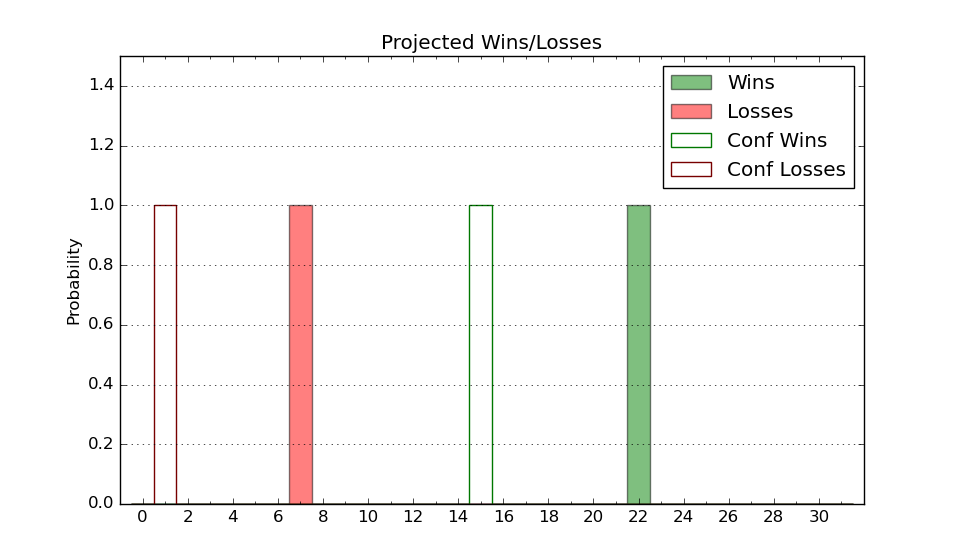 Projected Wins/Losses
Wins
Losses
Conf Wins
Conf Losses
Probability
1.4
1.2
1.0
0.8
0.6
0.4
0.2
0.0
0 2 4 6 8 10 12 14 16 18 20 22 24 26 28 30